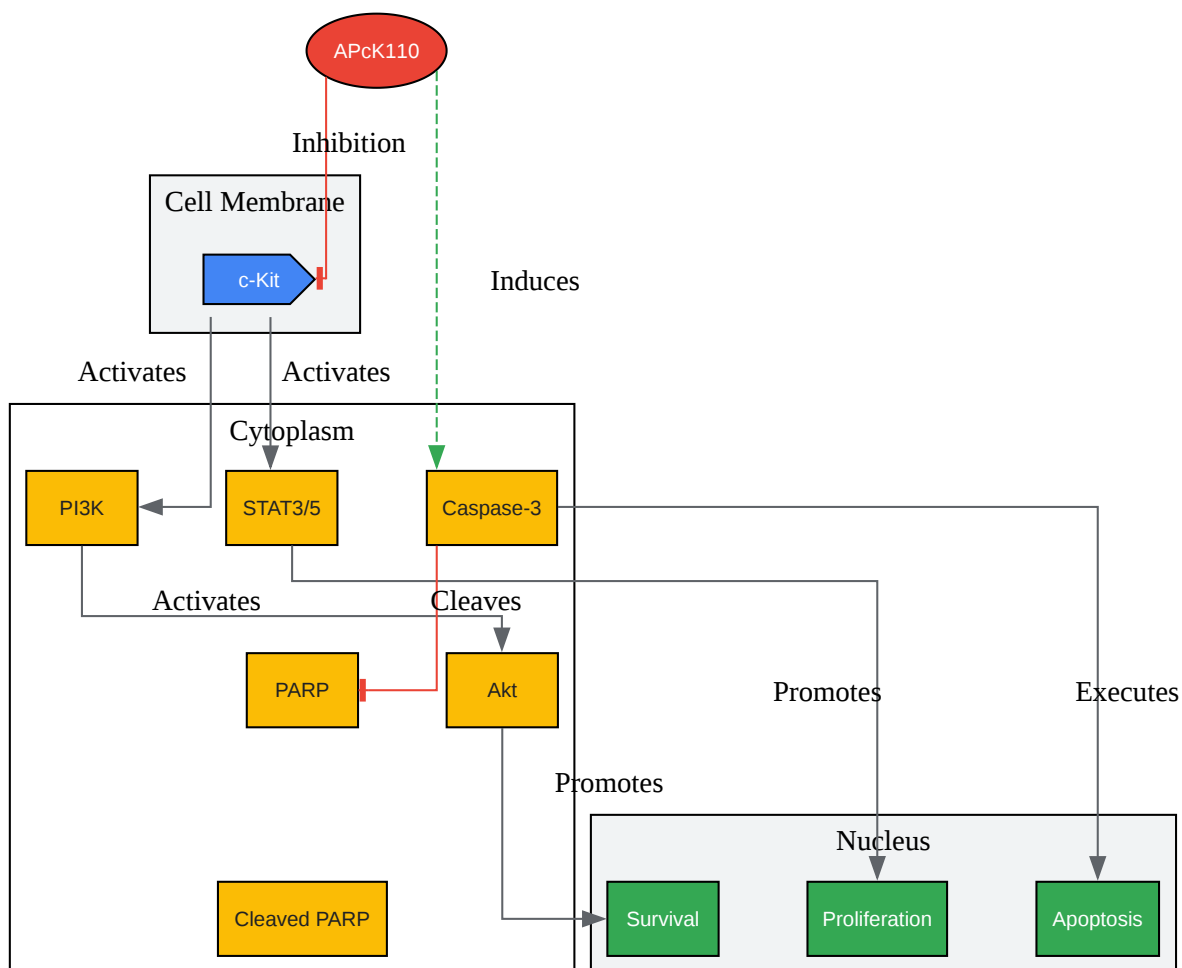 APcK110
Inhibition
Cell Membrane
c-Kit
Induces
Activates
Activates
Cytoplasm
PI3K
STAT3/5
Caspase-3
Activates
Cleaves
PARP
Akt
Promotes
Executes
Promotes
Nucleus
Cleaved PARP
Survival
Proliferation
Apoptosis